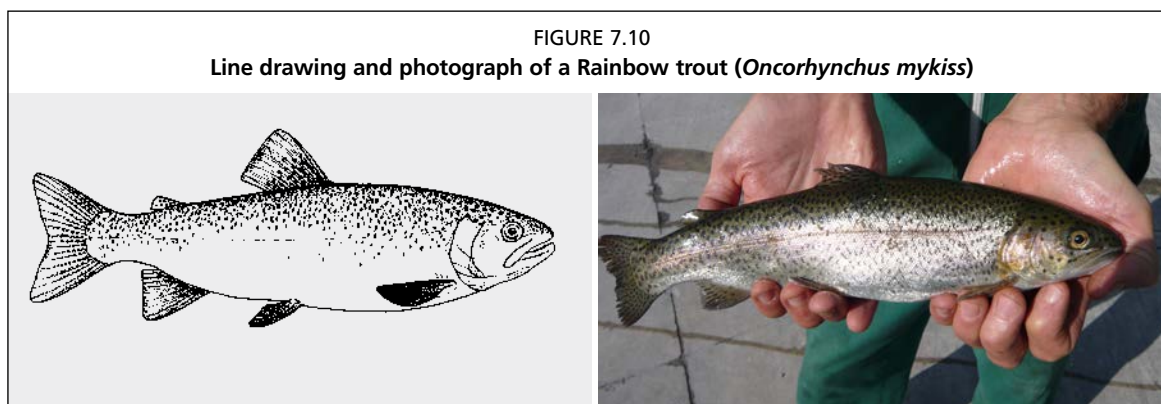 FIGURE 7.10
Line drawing and photograph of a Rainbow trout (Oncorhynchus mykiss)